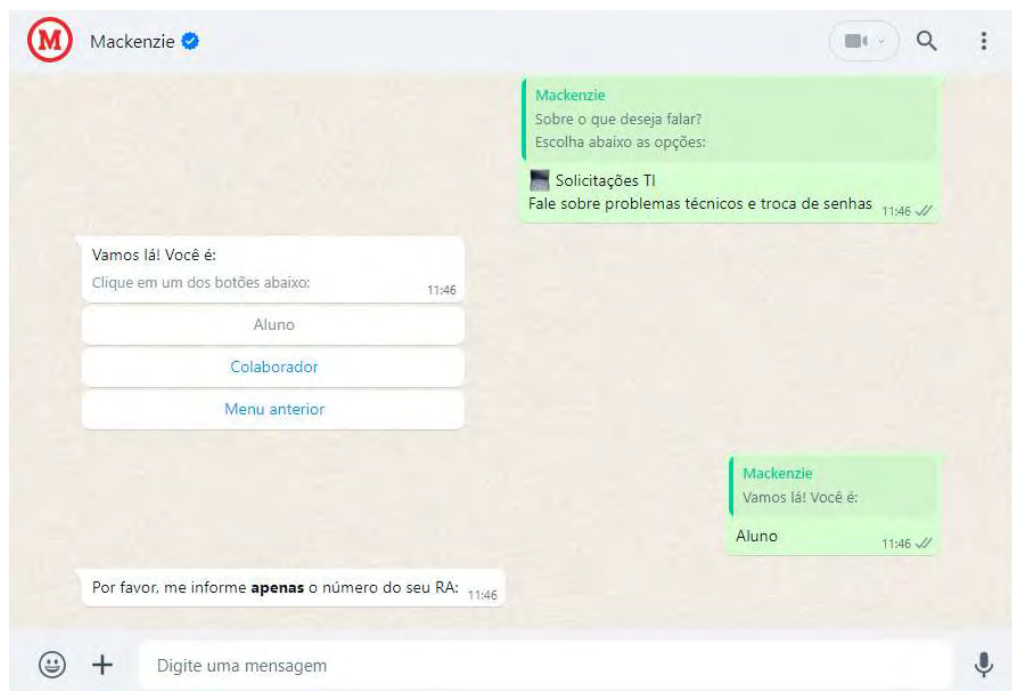 M Mackenzie
Mackenzie
Sobre o que deseja falar?
Escolha abaixo as opções:
Solicitações TI
Fale sobre problemas técnicos e troca de senhas 11:46
Vamos lá! Você é:
Clique em um dos botões abaixo: 11:46
Aluno
Colaborador
Menu anterior
Mackenzie
Vamos lá! Você é:
Aluno 11:46
Por favor, me informe apenas o número do seu RA: 11:46
Digite uma mensagem